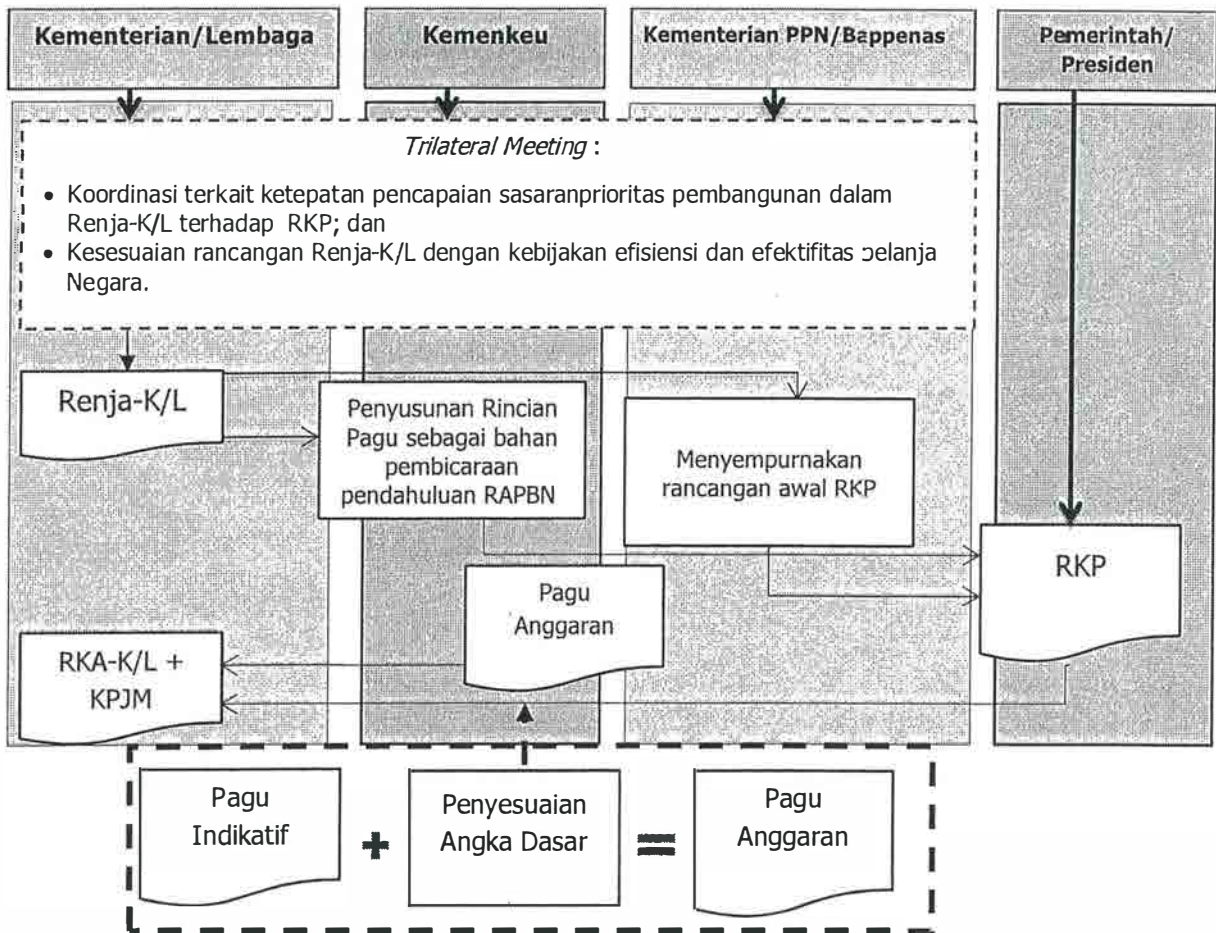 Kementerian/Lembaga
Kemenkeu
Kementerian PPN/Bappenas
Pemerintah/
Presiden
Trilateral Meeting :
• Koordinasi terkait ketepatan pencapaian sasaranprioritas pembangunan dalam
Renja-K/L terhadap RKP; dan
• Kesesuaian rancangan Renja-K/L dengan kebijakan efisiensi dan efektifitas belanja
Negara.
Renja-K/L
Penyusunan Rincian
Pagu sebagai bahan
pembicaraan
pendahuluan RAPBN
Menyempurnakan
rancangan awal RKP
RKP
Pagu
Anggaran
RKA-K/L +
KPJM
Pagu
Indikatif
+
Penyesuaian
Angka Dasar
=
Pagu
Anggaran